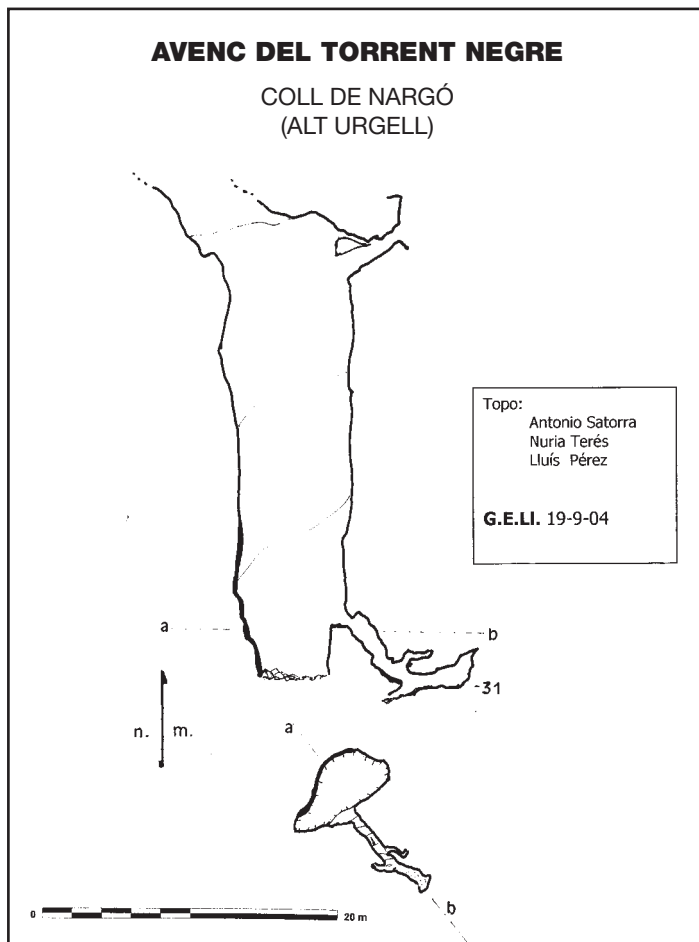 AVENC DEL TORRENT NEGRE
COLL DE NARGÓ
(ALT URGELL)
Topo:
Antonio Satorra
Nuria Terés
Lluís Pérez
G.E.Ll. 19-9-04
a
b
-31
n. m.
a
b
0 20 m